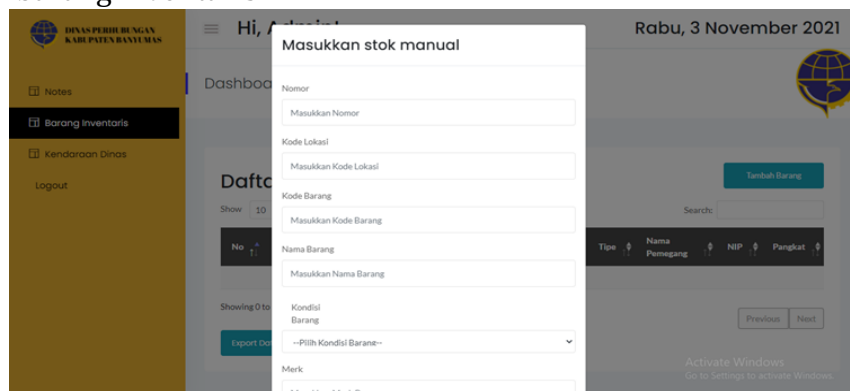 DINAS PERHUBUNGAN
KABUPATEN BANYUMAS
Hi,
Rabu, 3 November 2021
Masukkan stok manual
Notes
Barang Inventaris
Kendaraan Dinas
Logout
Nomor
Masukkan Nomor
Kode Lokasi
Masukkan Kode Lokasi
Kode Barang
Masukkan Kode Barang
Nama Barang
Masukkan Nama Barang
Kondisi
Barang
--Pilih Kondisi Barang--
Merk
Tambah Barang
Show 10
Search:
No
Tipe
Nama
Pemegang
NIP
Pangkat
Showing 0 to
Previous
Next
Export
Activate Windows
Go to Settings to activate Windows.